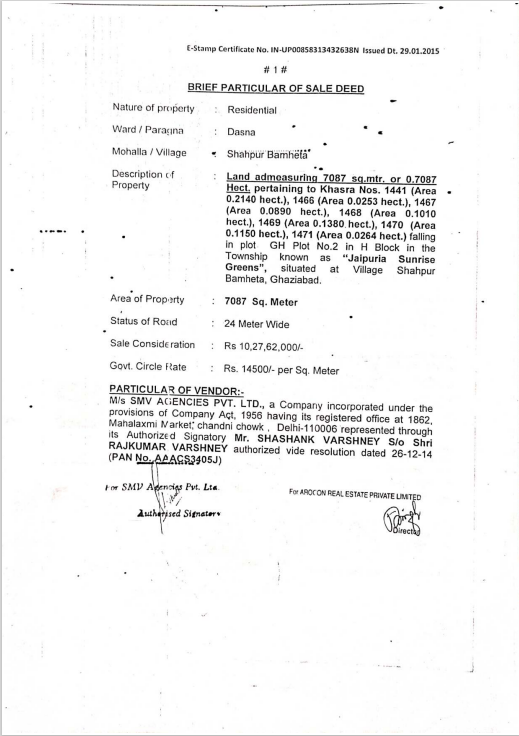 E-Stamp Certificate No. IN-UP00858313432638N Issued Dt. 29.01.2015
# 1 #
BRIEF PARTICULAR OF SALE DEED
Nature of property : Residential
Ward / Paragna : Dasna
Mohalla / Village : Shahpur Bamheta
Description of Property : Land admeasuring 7087 sq.mtr. or 0.7087
Hect. pertaining to Khasra Nos. 1441 (Area
0.2140 hect.), 1466 (Area 0.0253 hect.), 1467
(Area 0.0890 hect.), 1468 (Area 0.1010
hect.), 1469 (Area 0.1380 hect.), 1470 (Area
0.1150 hect.), 1471 (Area 0.0264 hect.) falling
in plot GH Plot No.2 in H Block in the
Township known as “Jaipuria Sunrise
Greens”, situated at Village Shahpur
Bamheta, Ghaziabad.
Area of Property : 7087 Sq. Meter
Status of Road : 24 Meter Wide
Sale Consideration : Rs 10,27,62,000/-
Govt. Circle Rate : Rs. 14500/- per Sq. Meter
PARTICULAR OF VENDOR:-
M/s SMV AGENCIES PVT. LTD., a Company incorporated under the
provisions of Company Act, 1956 having its registered office at 1862,
Mahalaxmi Market, chandni chowk , Delhi-110006 represented through
its Authorized Signatory Mr. SHASHANK VARSHNEY S/o Shri
RAJKUMAR VARSHNEY authorized vide resolution dated 26-12-14
(PAN No. AAACS3405J)
For SMV Agencies Pvt. Ltd.
Authorised Signatory
For AROCON REAL ESTATE PRIVATE LIMITED
Director